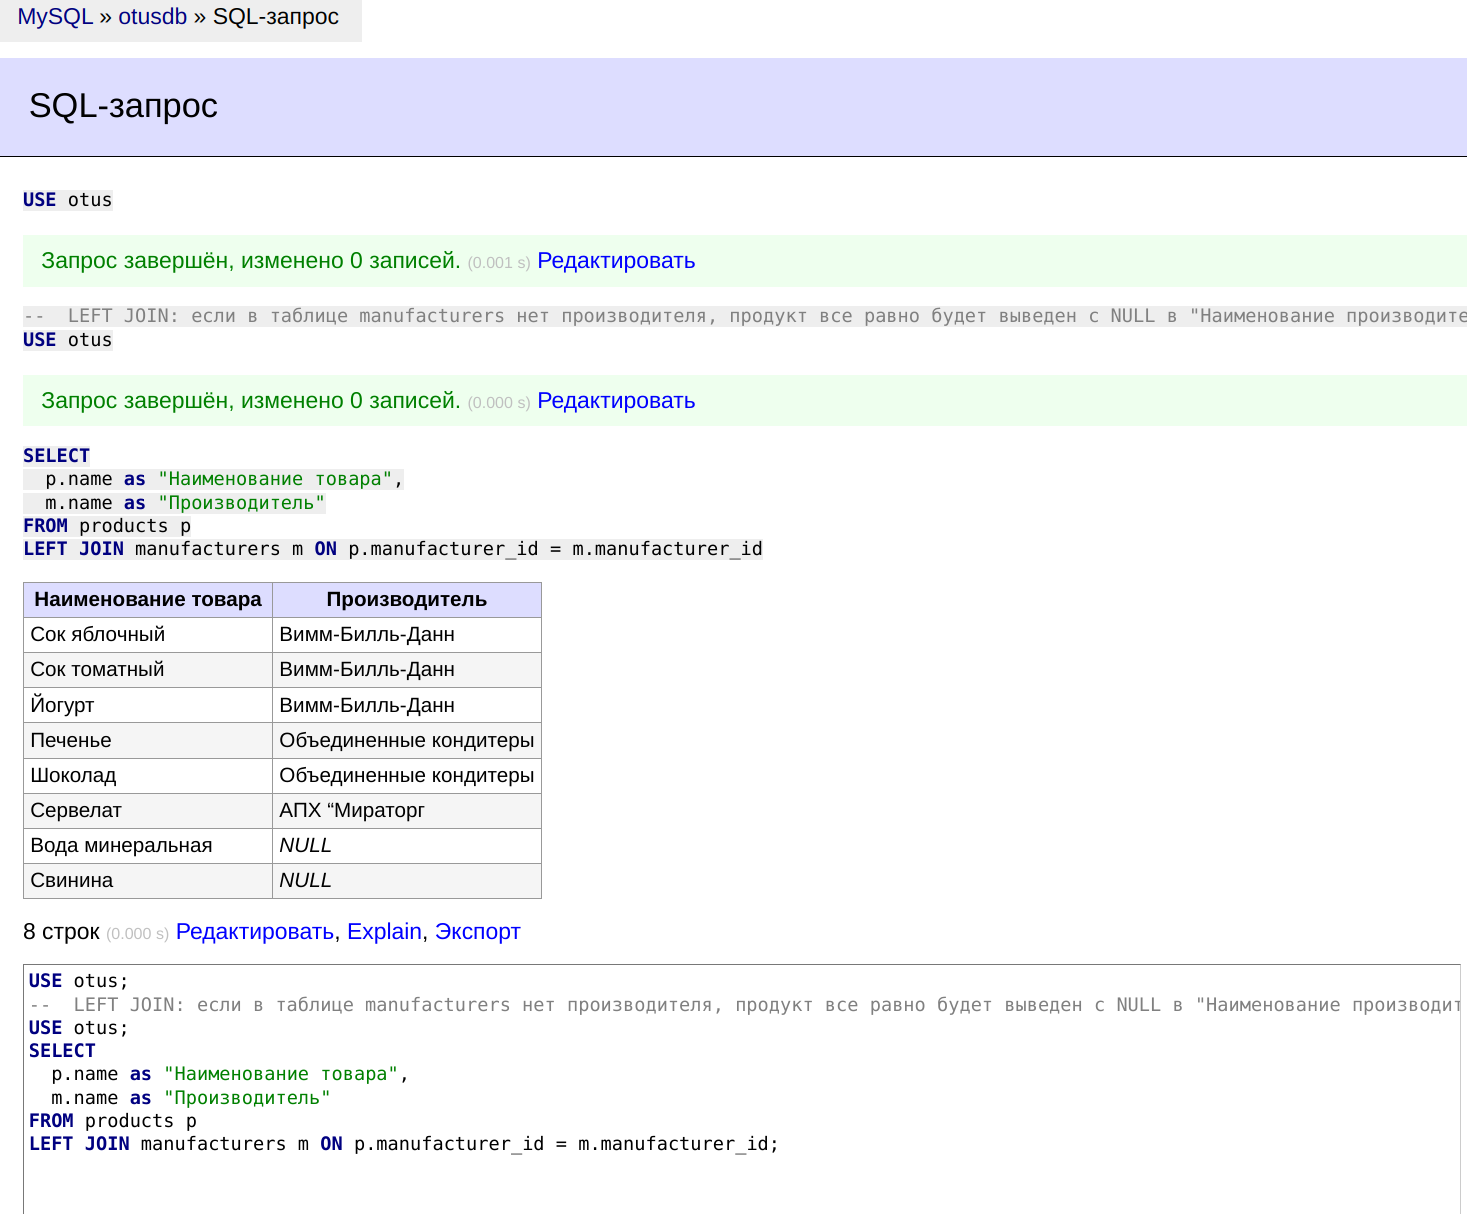 MySQL » otusdb » SQL-запрос
SQL-запрос
USE otus
Запрос завершён, изменено 0 записей. (0.001 s) Редактировать
--  LEFT JOIN: если в таблице manufacturers нет производителя, продукт все равно будет выведен с NULL в "Наименование производите
USE otus
Запрос завершён, изменено 0 записей. (0.000 s) Редактировать
SELECT
  p.name as "Наименование товара",
  m.name as "Производитель"
FROM products p
LEFT JOIN manufacturers m ON p.manufacturer_id = m.manufacturer_id
Наименование товара Производитель
Сок яблочный Вимм-Билль-Данн
Сок томатный Вимм-Билль-Данн
Йогурт Вимм-Билль-Данн
Печенье Объединенные кондитеры
Шоколад Объединенные кондитеры
Сервелат АПХ “Мираторг
Вода минеральная NULL
Свинина NULL
8 строк (0.000 s) Редактировать, Explain, Экспорт
USE otus;
--  LEFT JOIN: если в таблице manufacturers нет производителя, продукт все равно будет выведен с NULL в "Наименование производит
USE otus;
SELECT
  p.name as "Наименование товара",
  m.name as "Производитель"
FROM products p
LEFT JOIN manufacturers m ON p.manufacturer_id = m.manufacturer_id;